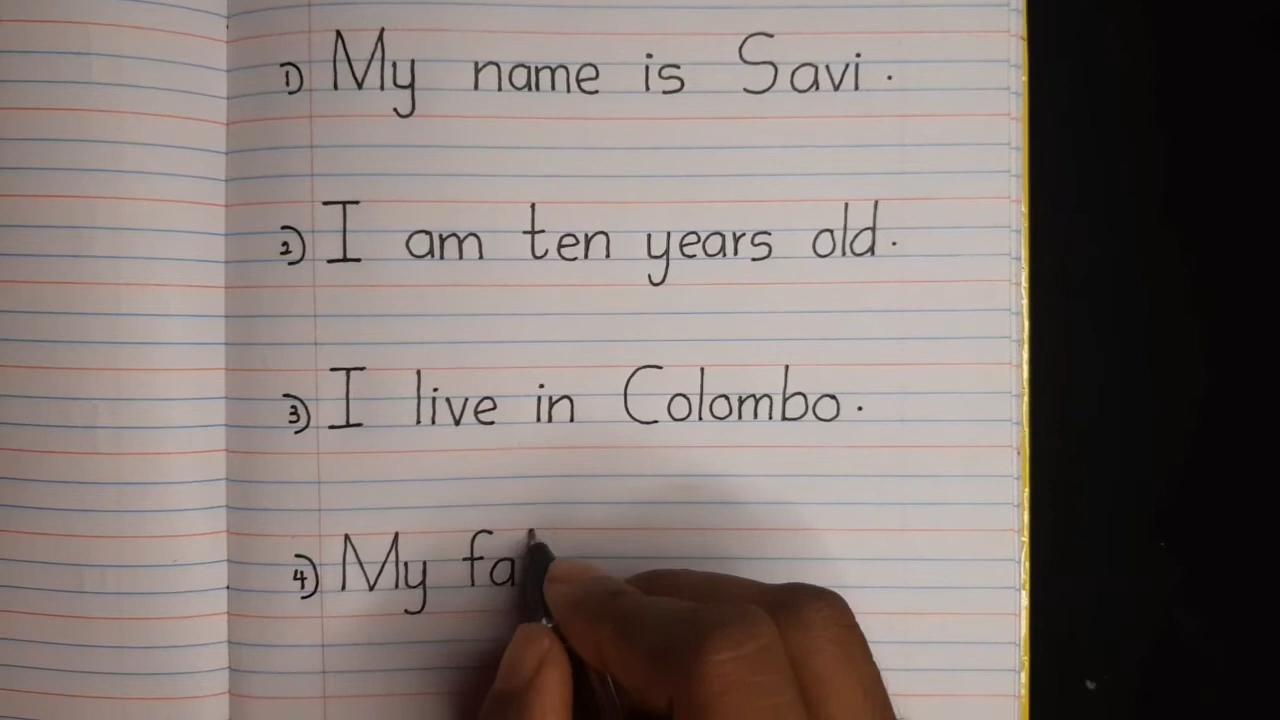 1) My name is Savi.
2) I am ten years old.
3) I live in Colombo.
4) My fa